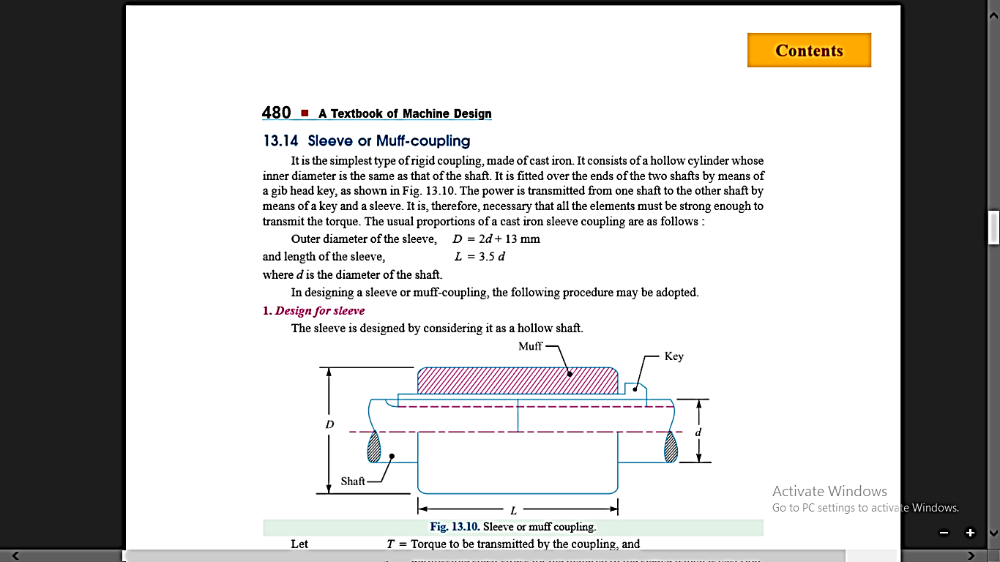 Contents
480 ■ A Textbook of Machine Design
13.14 Sleeve or Muff-coupling
It is the simplest type of rigid coupling, made of cast iron. It consists of a hollow cylinder whose
inner diameter is the same as that of the shaft. It is fitted over the ends of the two shafts by means of
a gib head key, as shown in Fig. 13.10. The power is transmitted from one shaft to the other shaft by
means of a key and a sleeve. It is, therefore, necessary that all the elements must be strong enough to
transmit the torque. The usual proportions of a cast iron sleeve coupling are as follows :
Outer diameter of the sleeve, D = 2d + 13 mm
and length of the sleeve, L = 3.5 d
where d is the diameter of the shaft.
In designing a sleeve or muff-coupling, the following procedure may be adopted.
1. Design for sleeve
The sleeve is designed by considering it as a hollow shaft.
Muff
Key
D
d
Shaft
L
Activate Windows
Go to PC settings to activate Windows.
Fig. 13.10. Sleeve or muff coupling.
Let T = Torque to be transmitted by the coupling, and